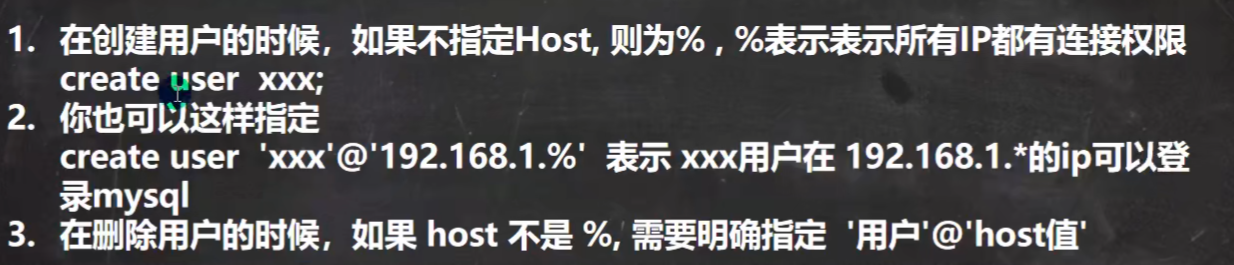 1. 在创建用户的时候，如果不指定Host, 则为% , %表示表示所有IP都有连接权限
create user  xxx;
2. 你也可以这样指定
create user  'xxx'@'192.168.1.%'  表示 xxx用户在 192.168.1.*的ip可以登
录mysql
3. 在删除用户的时候，如果 host 不是 %, 需要明确指定  '用户'@'host值'